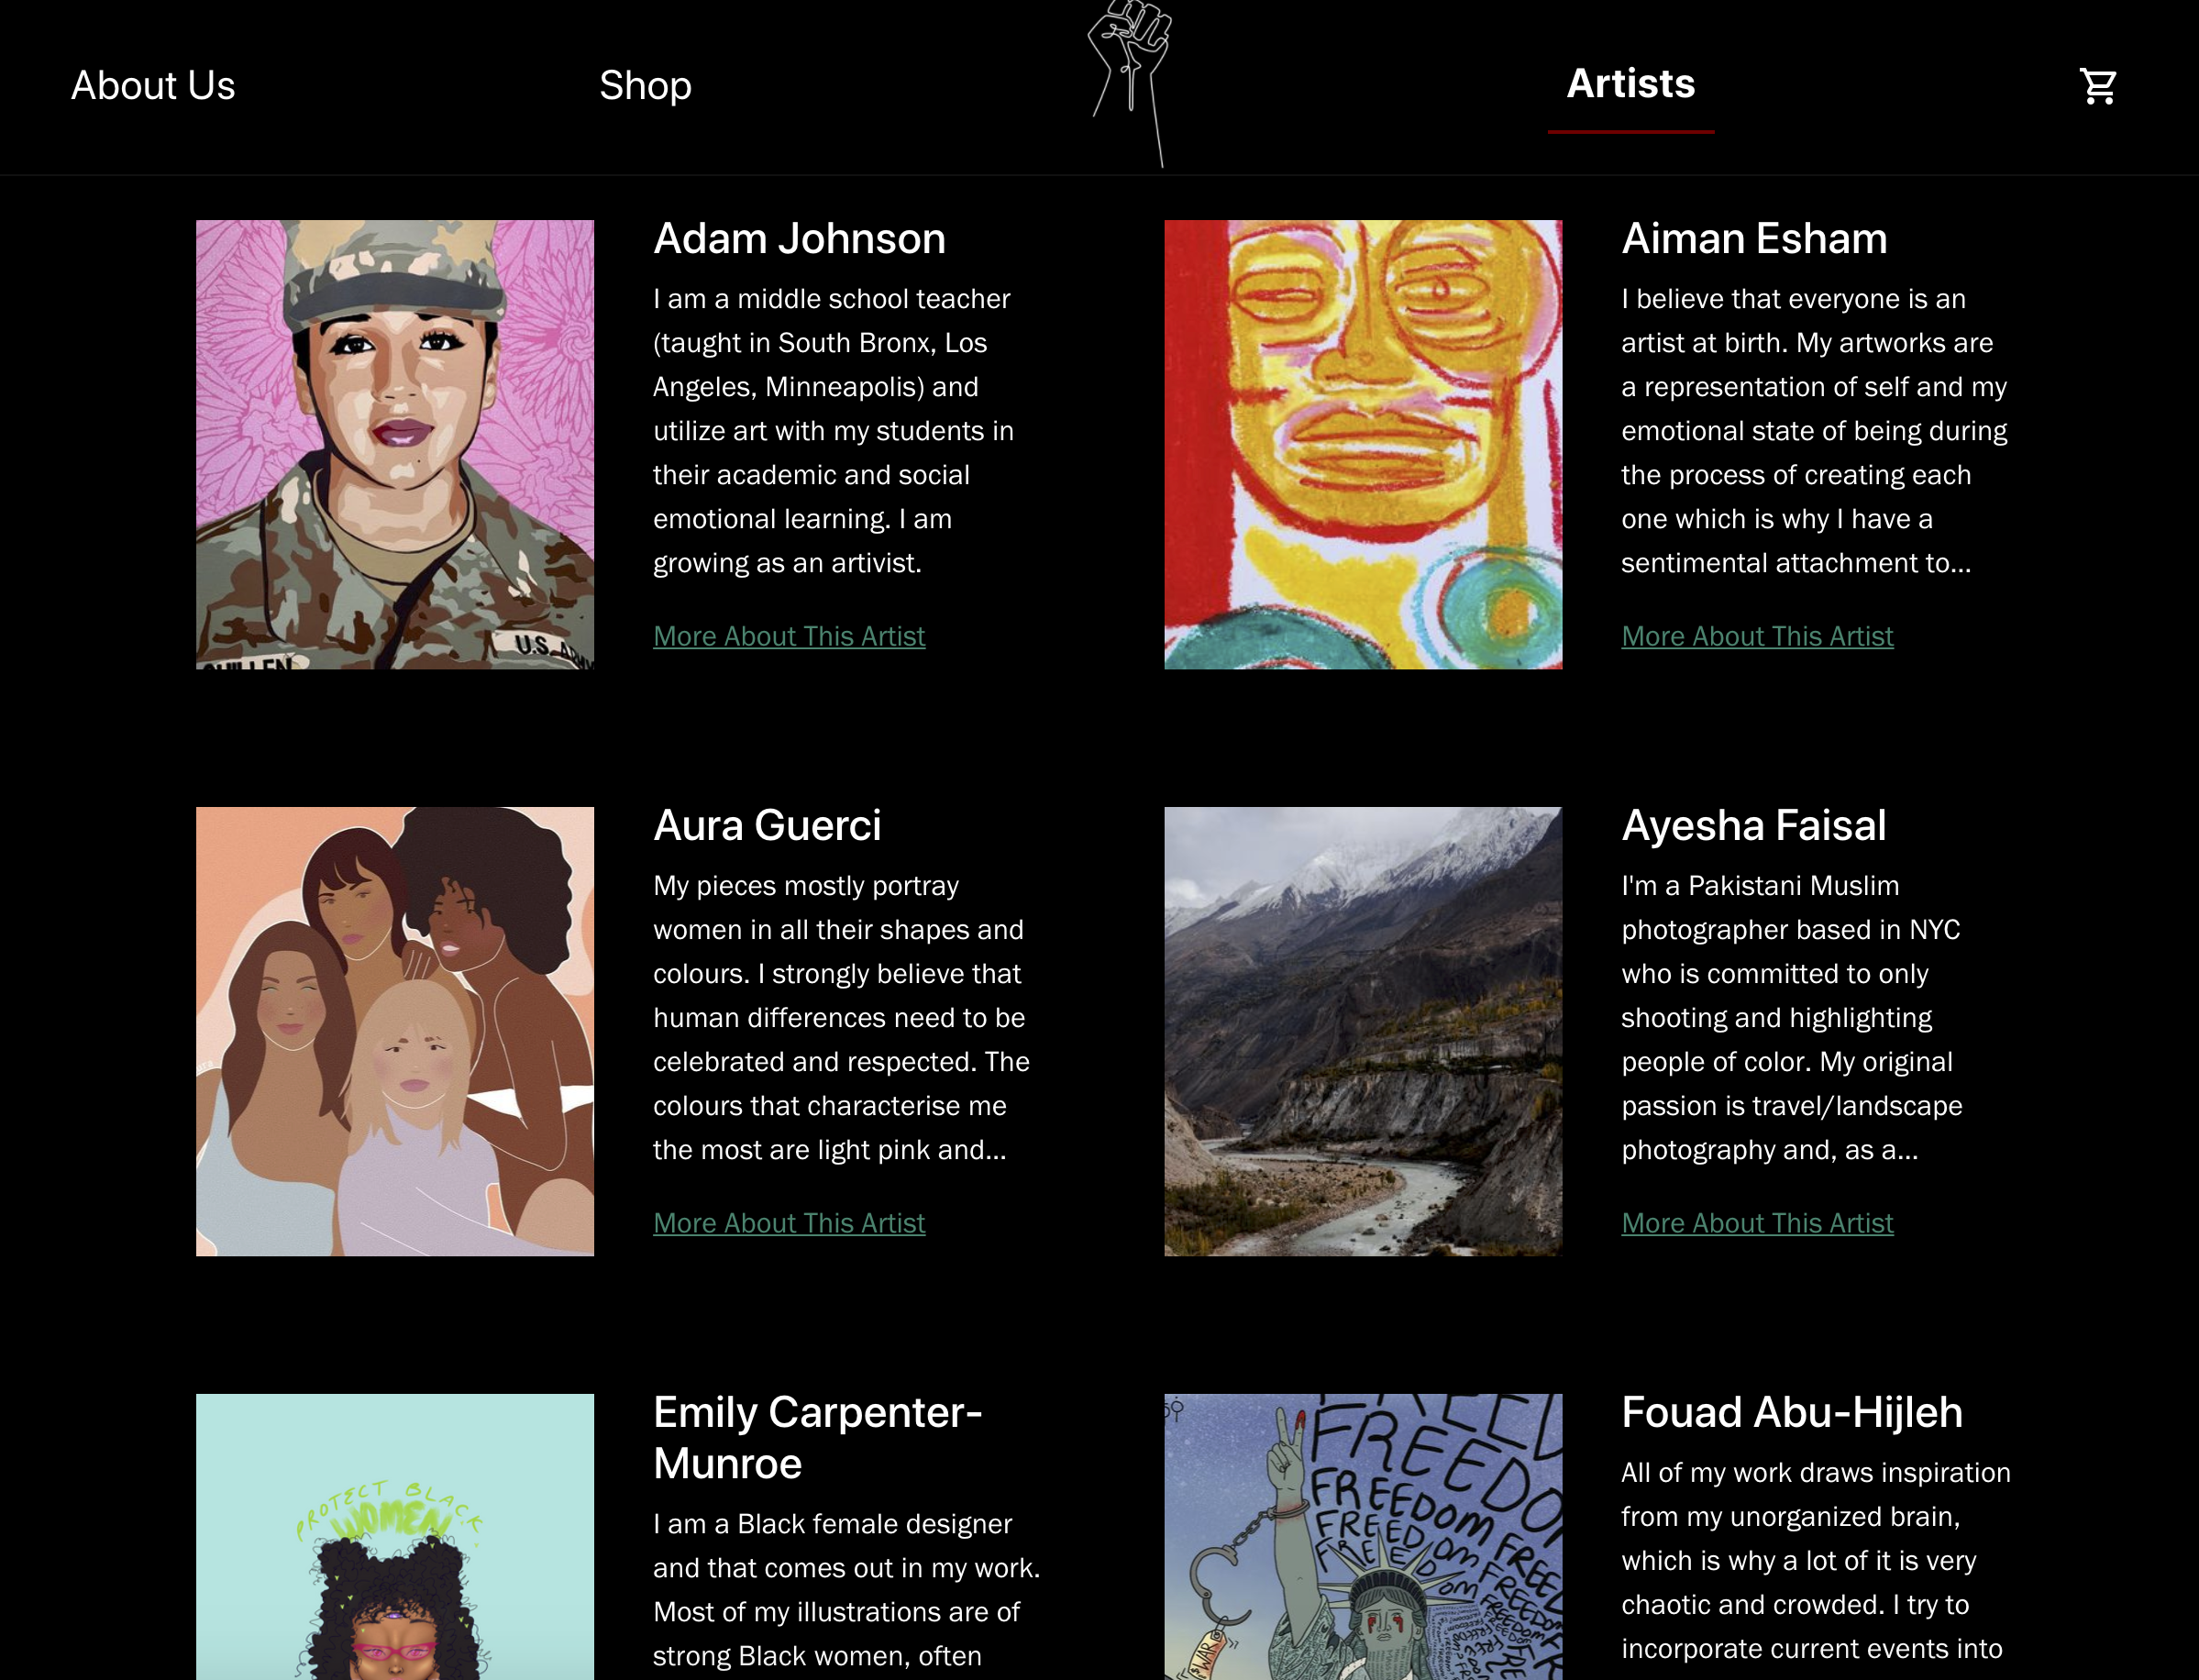 About Us
Shop
Artists
Adam Johnson
I am a middle school teacher
(taught in South Bronx, Los
Angeles, Minneapolis) and
utilize art with my students in
their academic and social
emotional learning. I am
growing as an artivist.
More About This Artist
U.S. ARMY
Aiman Esham
I believe that everyone is an
artist at birth. My artworks are
a representation of self and my
emotional state of being during
the process of creating each
one which is why I have a
sentimental attachment to...
More About This Artist
Aura Guerci
My pieces mostly portray
women in all their shapes and
colours. I strongly believe that
human differences need to be
celebrated and respected. The
colours that characterise me
the most are light pink and...
More About This Artist
Ayesha Faisal
I'm a Pakistani Muslim
photographer based in NYC
who is committed to only
shooting and highlighting
people of color. My original
passion is travel/landscape
photography and, as a...
More About This Artist
PROTECT BLACK
WOMEN
Emily Carpenter-
Munroe
I am a Black female designer
and that comes out in my work.
Most of my illustrations are of
strong Black women, often
FREEDOM
FREEDOM FREEDOM
FREEDOM FREEDOM
WAR
Fouad Abu-Hijleh
All of my work draws inspiration
from my unorganized brain,
which is why a lot of it is very
chaotic and crowded. I try to
incorporate current events into